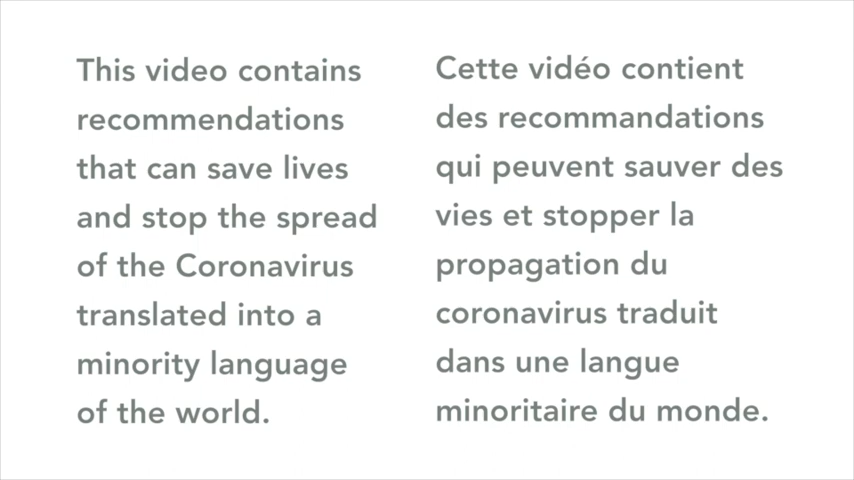 This video contains
recommendations
that can save lives
and stop the spread
of the Coronavirus
translated into a
minority language
of the world.
Cette vidéo contient
des recommandations
qui peuvent sauver des
vies et stopper la
propagation du
coronavirus traduit
dans une langue
minoritaire du monde.